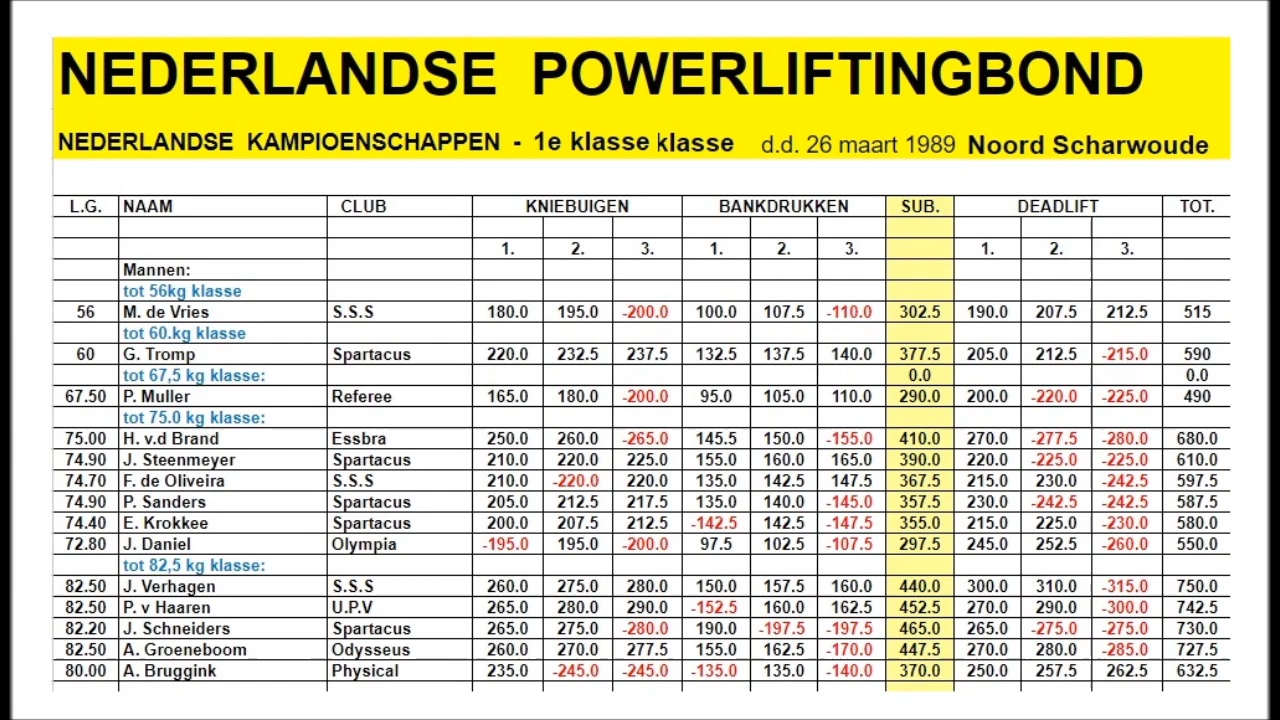 NEDERLANDSE POWERLIFTINGBOND
NEDERLANDSE KAMPIOENSCHAPPEN - 1e klasse klasse d.d. 26 maart 1989 Noord Scharwoude
L.G. NAAM CLUB KNIEBUIGEN BANKDRUKKEN SUB. DEADLIFT TOT.
1. 2. 3. 1. 2. 3. 1. 2. 3.
Mannen:
tot 56kg klasse
56 M. de Vries S.S.S 180.0 195.0 -200.0 100.0 107.5 -110.0 302.5 190.0 207.5 212.5 515
tot 60.kg klasse
60 G. Tromp Spartacus 220.0 232.5 237.5 132.5 137.5 140.0 377.5 205.0 212.5 -215.0 590
tot 67,5 kg klasse: 0.0 0.0
67.50 P. Muller Referee 165.0 180.0 -200.0 95.0 105.0 110.0 290.0 200.0 -220.0 -225.0 490
tot 75.0 kg klasse:
75.00 H. v.d Brand Essbra 250.0 260.0 -265.0 145.5 150.0 -155.0 410.0 270.0 -277.5 -280.0 680.0
74.90 J. Steenmeyer Spartacus 210.0 220.0 225.0 155.0 160.0 165.0 390.0 220.0 -225.0 -225.0 610.0
74.70 F. de Oliveira S.S.S 210.0 -220.0 220.0 135.0 142.5 147.5 367.5 215.0 230.0 -242.5 597.5
74.90 P. Sanders Spartacus 205.0 212.5 217.5 135.0 140.0 -145.0 357.5 230.0 -242.5 -242.5 587.5
74.40 E. Krokkee Spartacus 200.0 207.5 212.5 -142.5 142.5 -147.5 355.0 215.0 225.0 -230.0 580.0
72.80 J. Daniel Olympia -195.0 195.0 -200.0 97.5 102.5 -107.5 297.5 245.0 252.5 -260.0 550.0
tot 82,5 kg klasse:
82.50 J. Verhagen S.S.S 260.0 275.0 280.0 150.0 157.5 160.0 440.0 300.0 310.0 -315.0 750.0
82.50 P. v Haaren U.P.V 265.0 280.0 290.0 -152.5 160.0 162.5 452.5 270.0 290.0 -300.0 742.5
82.20 J. Schneiders Spartacus 265.0 275.0 -280.0 190.0 -197.5 -197.5 465.0 265.0 -275.0 -275.0 730.0
82.50 A. Groeneboom Odysseus 260.0 270.0 277.5 155.0 162.5 -170.0 447.5 270.0 280.0 -285.0 727.5
80.00 A. Bruggink Physical 235.0 -245.0 -245.0 -135.0 135.0 -140.0 370.0 250.0 257.5 262.5 632.5